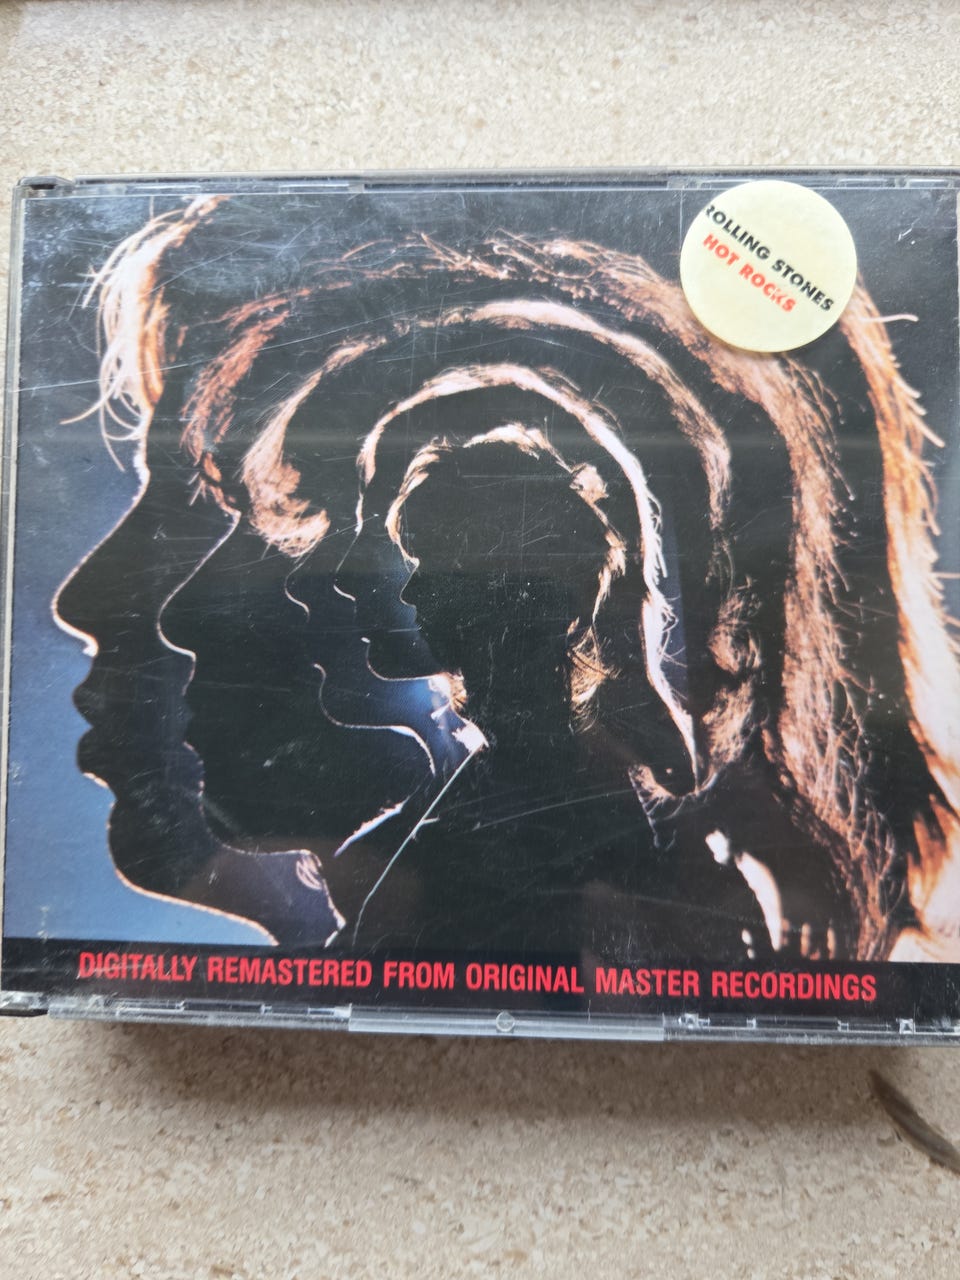 ROLLING STONES
HOT ROCKS
DIGITALLY REMASTERED FROM ORIGINAL MASTER RECORDINGS